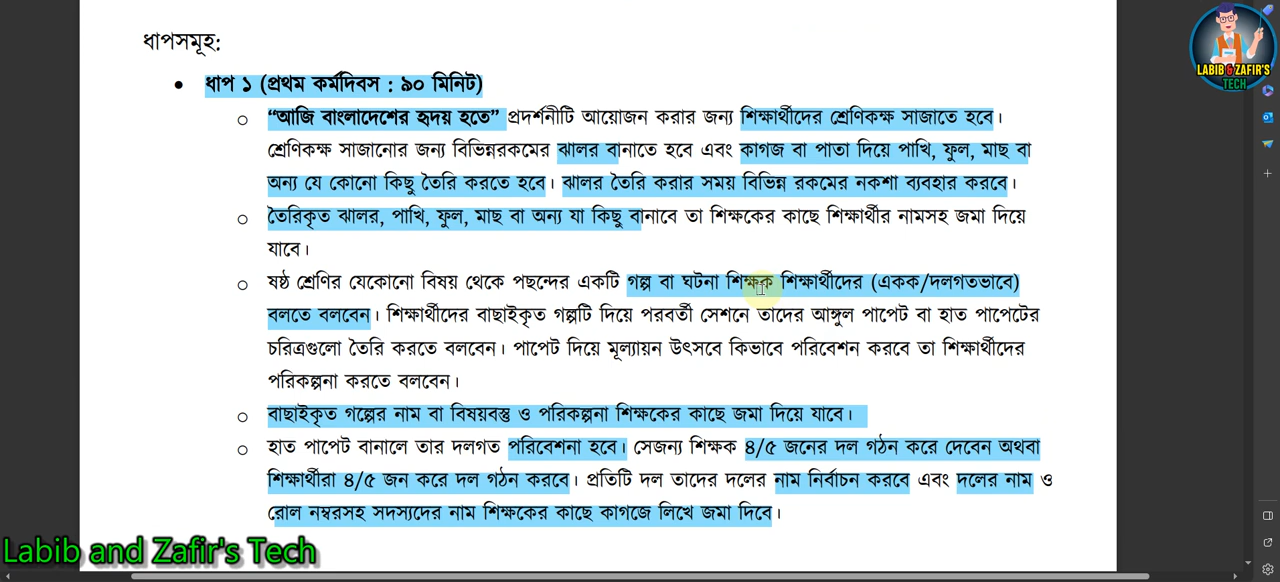 ধাপসমূহ:
• ধাপ ১ (প্রথম কর্মদিবস : ৯০ মিনিট)
o "আজি বাংলাদেশের হৃদয় হতে" প্রদর্শনীটি আয়োজন করার জন্য শিক্ষার্থীদের শ্রেণিকক্ষ সাজাতে হবে।
শ্রেণিকক্ষ সাজানোর জন্য বিভিন্নরকমের ঝালর বানাতে হবে এবং কাগজ বা পাতা দিয়ে পাখি, ফুল, মাছ বা
অন্য যে কোনো কিছু তৈরি করতে হবে। ঝালর তৈরি করার সময় বিভিন্ন রকমের নকশা ব্যবহার করবে।
o তৈরিকৃত ঝালর, পাখি, ফুল, মাছ বা অন্য যা কিছু বানাবে তা শিক্ষকের কাছে শিক্ষার্থীর নামসহ জমা দিয়ে
যাবে।
o ষষ্ঠ শ্রেণির যেকোনো বিষয় থেকে পছন্দের একটি গল্প বা ঘটনা শিক্ষক শিক্ষার্থীদের (একক/দলগতভাবে)
বলতে বলবেন। শিক্ষার্থীদের বাছাইকৃত গল্পটি দিয়ে পরবর্তী সেশনে তাদের আঙ্গুল পাপেট বা হাত পাপেটের
চরিত্রগুলো তৈরি করতে বলবেন। পাপেট দিয়ে মূল্যায়ন উৎসবে কিভাবে পরিবেশন করবে তা শিক্ষার্থীদের
পরিকল্পনা করতে বলবেন।
o বাছাইকৃত গল্পের নাম বা বিষয়বস্তু ও পরিকল্পনা শিক্ষকের কাছে জমা দিয়ে যাবে।
o হাত পাপেট বানালে তার দলগত পরিবেশনা হবে। সেজন্য শিক্ষক ৪/৫ জনের দল গঠন করে দেবেন অথবা
শিক্ষার্থীরা ৪/৫ জন করে দল গঠন করবে। প্রতিটি দল তাদের দলের নাম নির্বাচন করবে এবং দলের নাম ও
রোল নম্বরসহ সদস্যদের নাম শিক্ষকের কাছে কাগজে লিখে জমা দিবে।
LABIB & ZAFIR'S
TECH
Labib and Zafir's Tech